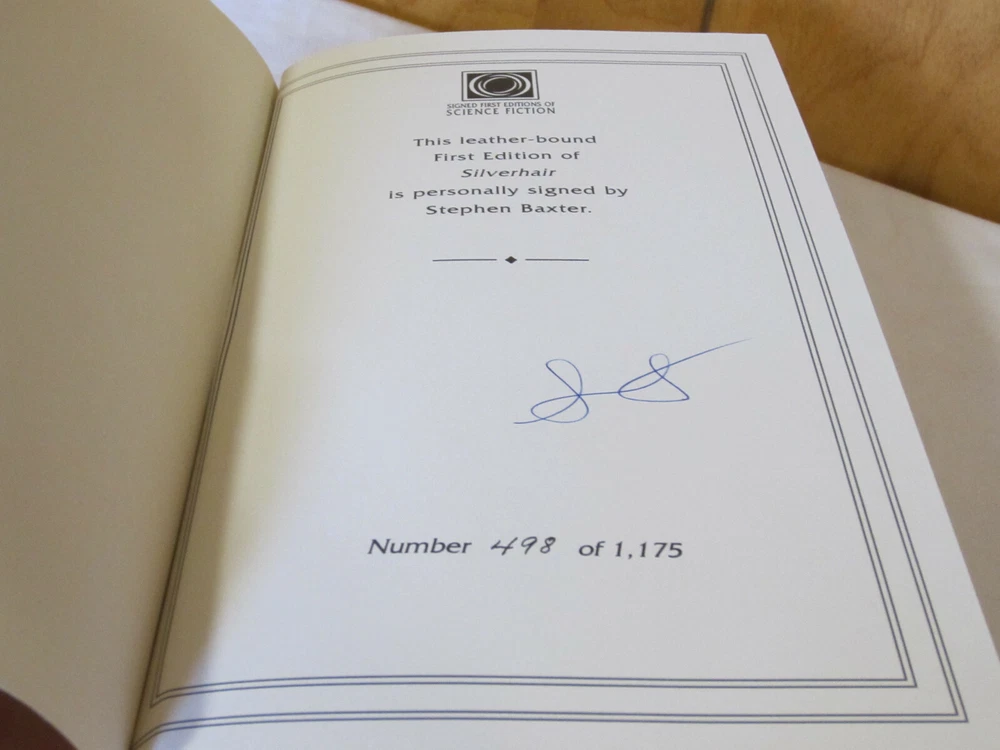 SIGNED FIRST EDITIONS OF
SCIENCE FICTION
This leather-bound
First Edition of
Silverhair
is personally signed by
Stephen Baxter.
Number 498 of 1,175